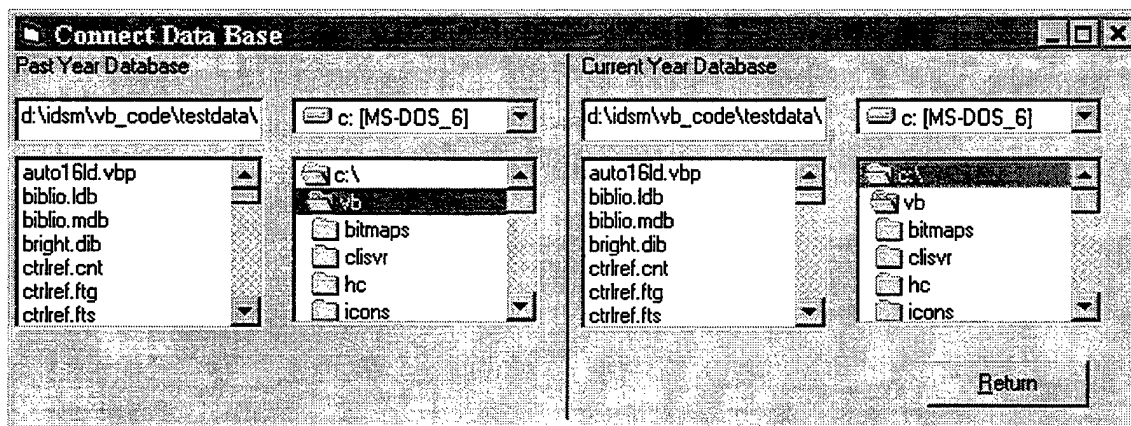 Connect Data Base
Past Year Database
d:\idsm\vb_code\testdata\
c: [MS-DOS_6]
auto16ld.vbp
biblio.ldb
biblio.mdb
bright.dib
ctrlref.cnt
ctrlref.ftg
ctrlref.fts
c:\
vb
bitmaps
clisvr
hc
icons
Current Year Database
d:\idsm\vb_code\testdata\
c: [MS-DOS_6]
auto16ld.vbp
biblio.ldb
biblio.mdb
bright.dib
ctrlref.cnt
ctrlref.ftg
ctrlref.fts
c:\
vb
bitmaps
clisvr
hc
icons
Return